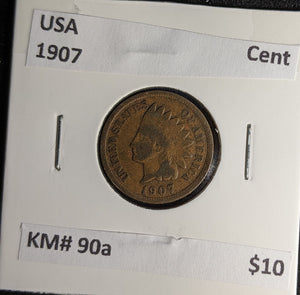 USA
1907 Cent
UNITED STATES OF AMERICA
1907
KM# 90a $10